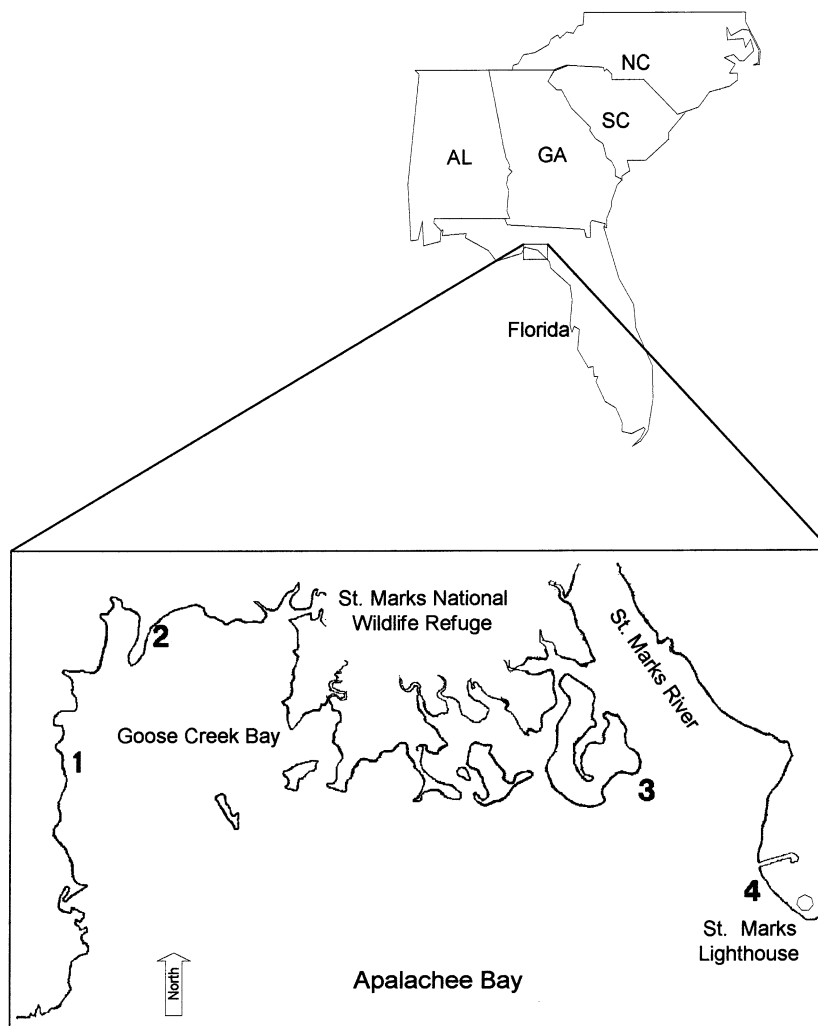 NC
SC
AL
GA
Florida
St. Marks National
Wildlife Refuge
2
St. Marks River
Goose Creek Bay
1
3
4
St. Marks
Lighthouse
North
Apalachee Bay